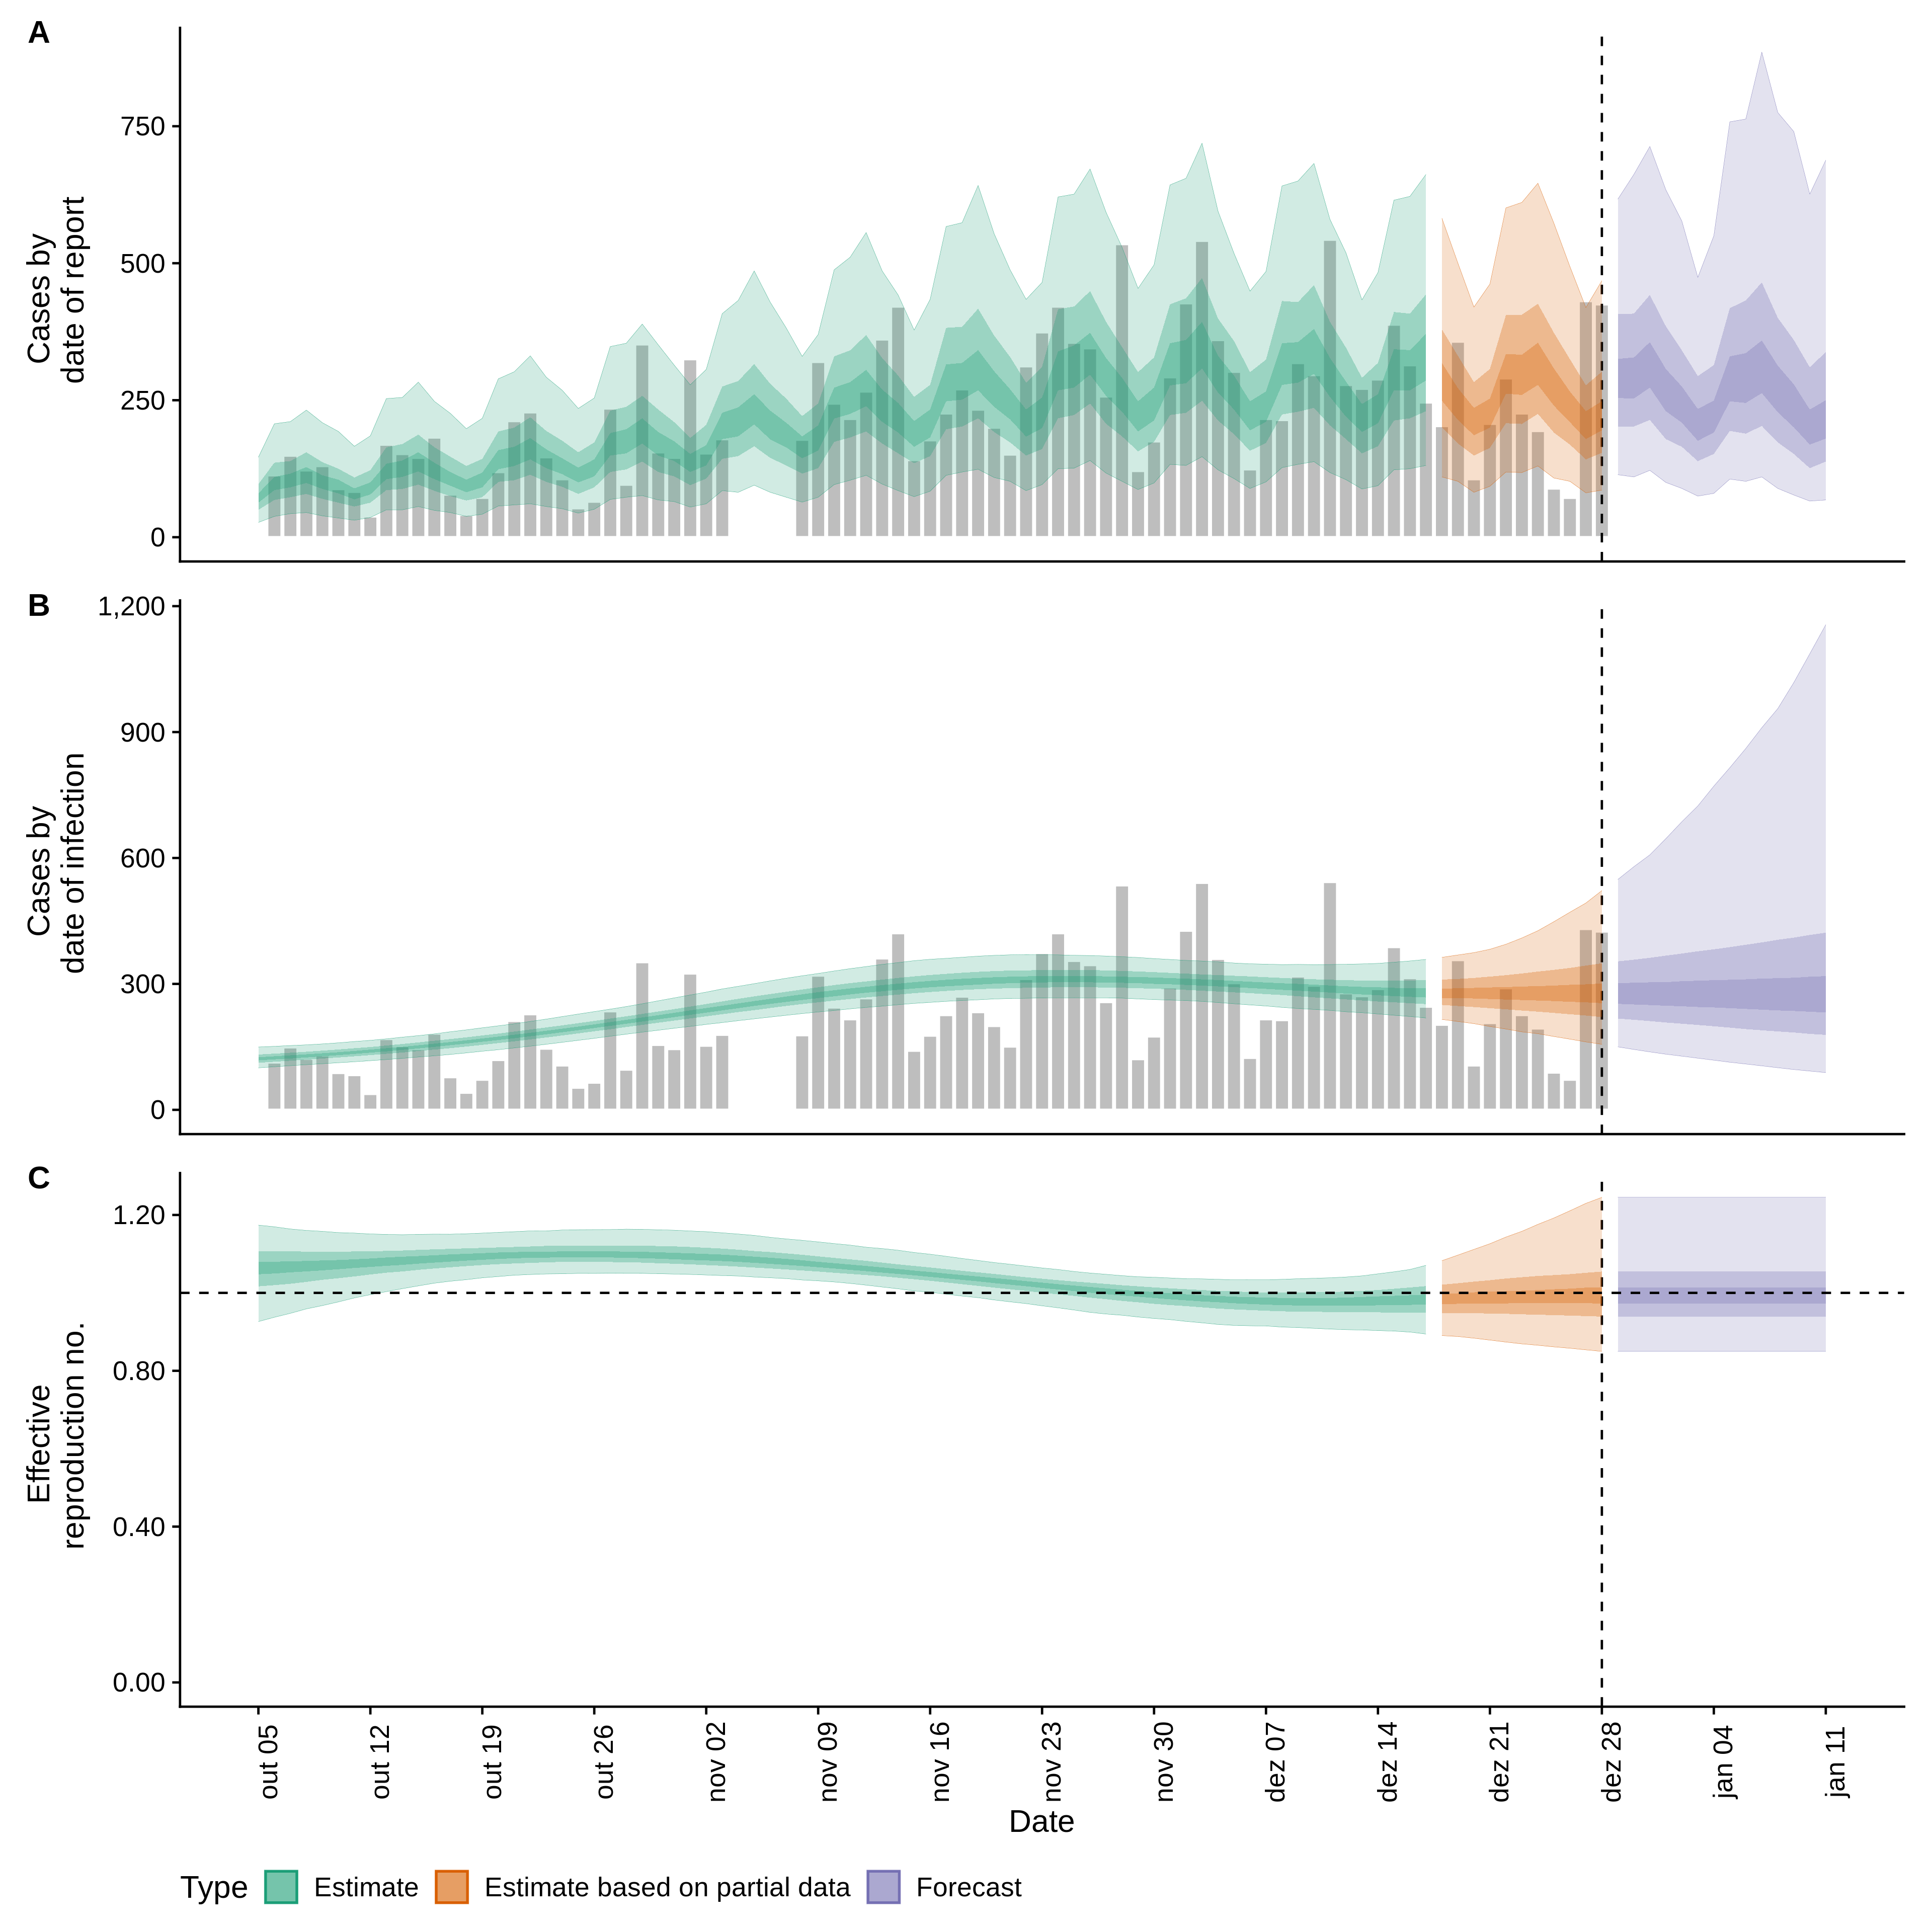 A
Cases by
date of report
750
500
250
0
B
Cases by
date of infection
1,200
900
600
300
0
C
Effective
reproduction no.
1.20
0.80
0.40
0.00
out 05
out 12
out 19
out 26
nov 02
nov 09
nov 16
nov 23
nov 30
dez 07
dez 14
dez 21
dez 28
jan 04
jan 11
Date
Type
Estimate
Estimate based on partial data
Forecast